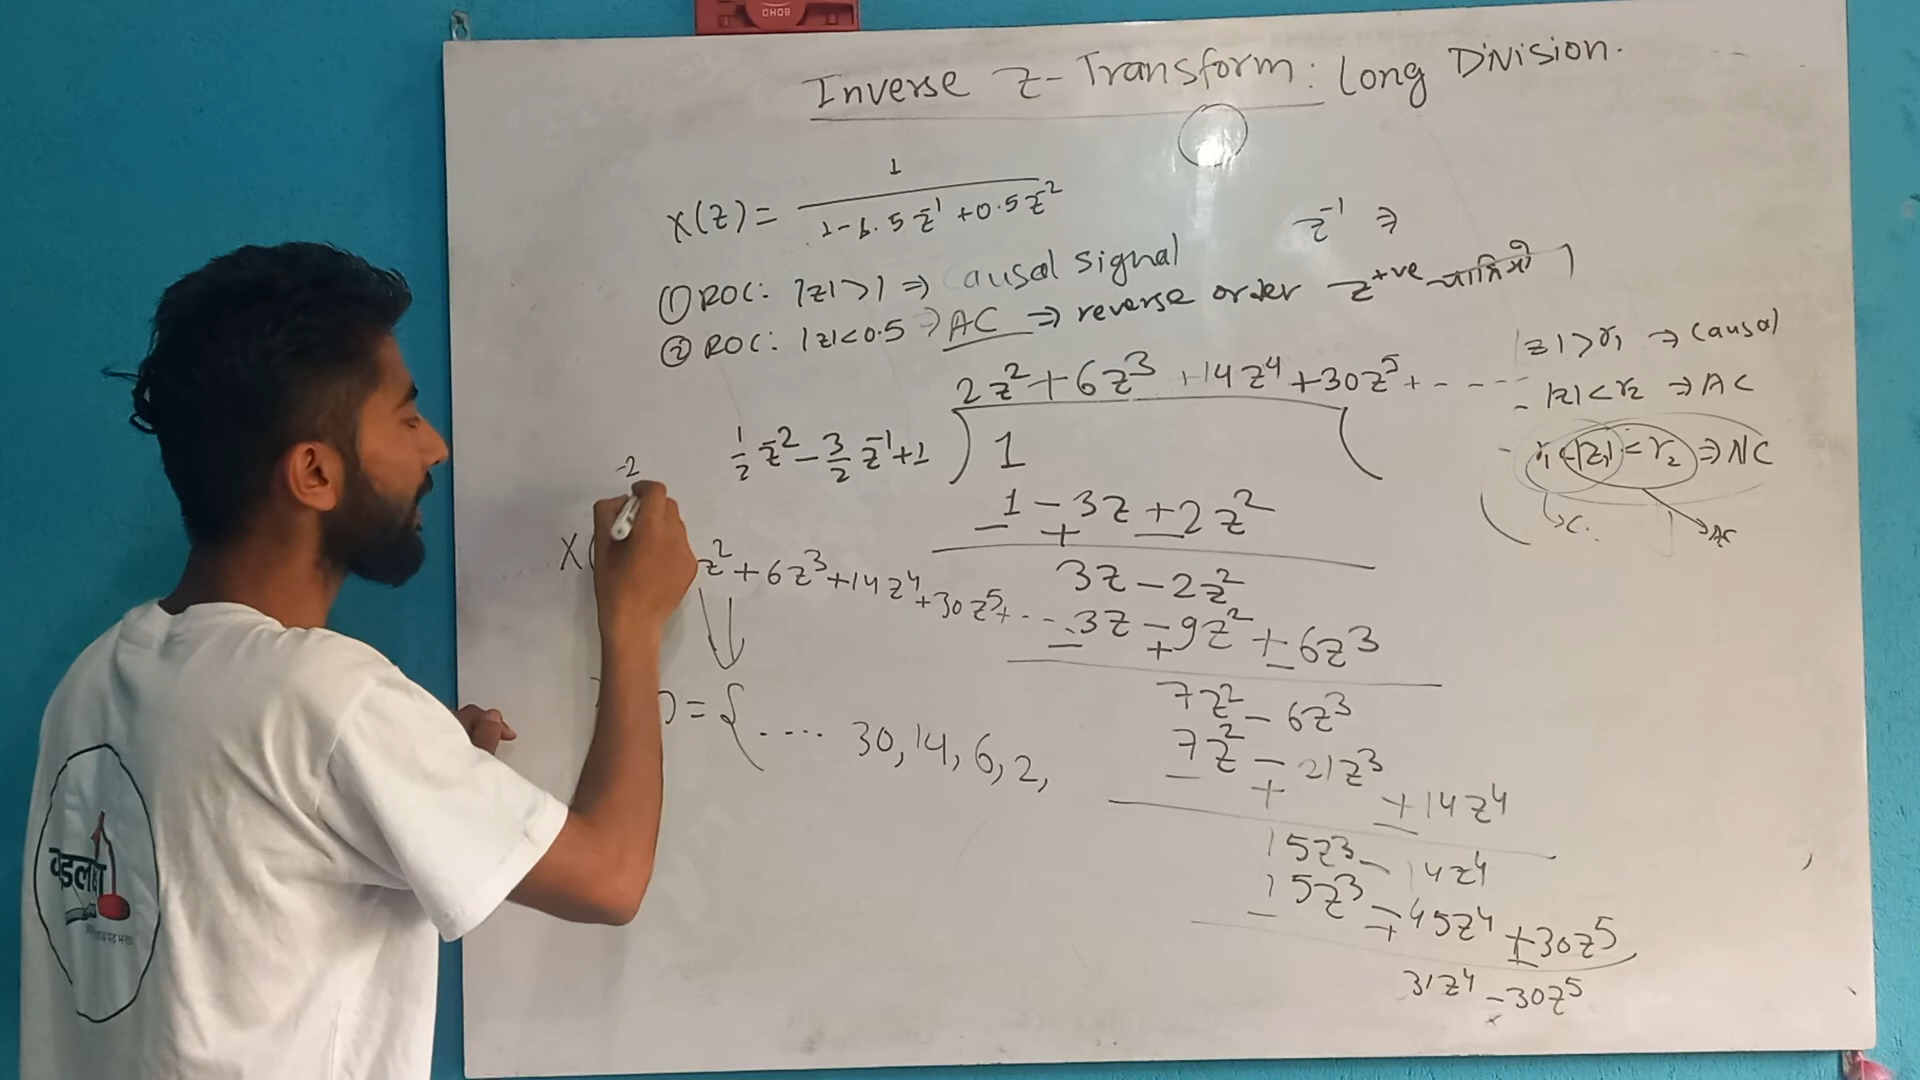 BOHO
Inverse Z-Transform: Long Division.
X(z) = 1 / 1-1.5z⁻¹+0.5z⁻²
z⁻¹ ⇒
① ROC: |z|>1 ⇒ causal signal
② ROC: |z|<0.5 ⇒ AC ⇒ reverse order z⁺ᵛᵉ
|z|>r₁ ⇒ causal
|z|<r₂ ⇒ AC
r₁<|z|<r₂ ⇒ NC
→C.
→AC
2z²+6z³+14z⁴+30z⁵+----
½z⁻²-3/2z⁻¹+1 ) 1
1-3z+2z²
3z-2z²
3z-9z²+6z³
7z²-6z³
7z²-21z³+14z⁴
15z³-14z⁴
15z³-45z⁴+30z⁵
31z⁴-30z⁵
-2
X( z²+6z³+14z⁴+30z⁵+---
) = { .... 30, 14, 6, 2,